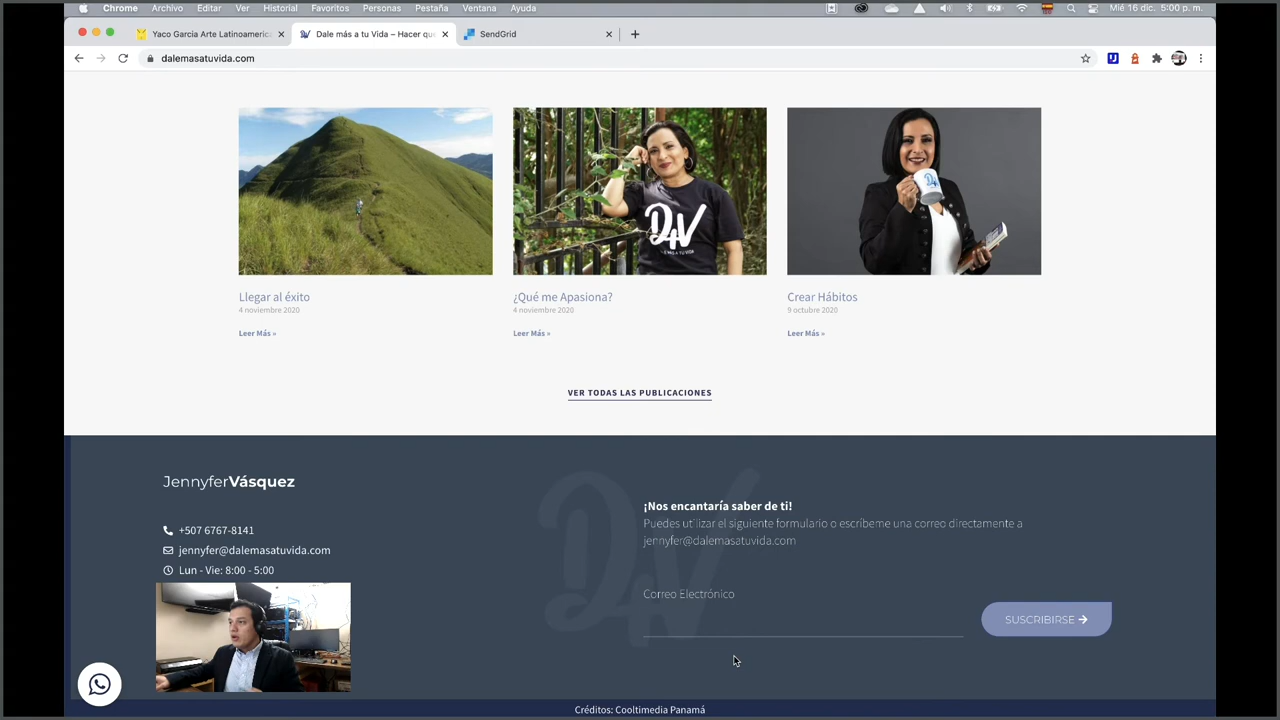 Chrome Archivo Editar Ver Historial Favoritos Personas Pestaña Ventana Ayuda Mié 16 dic. 5:00 p. m.
Yaco Garcia Arte Latinoameric
Dale más a tu Vida – Hacer que
SendGrid
dalemasatuvida.com
D4V
Llegar al éxito
4 noviembre 2020
Leer Más »
¿Qué me Apasiona?
4 noviembre 2020
Leer Más »
Crear Hábitos
9 octubre 2020
Leer Más »
VER TODAS LAS PUBLICACIONES
JennyferVásquez
+507 6767-8141
jennyfer@dalemasatuvida.com
Lun - Vie: 8:00 - 5:00
¡Nos encantaría saber de ti!
Puedes utilizar el siguiente formulario o escríbeme una correo directamente a
jennyfer@dalemasatuvida.com
Correo Electrónico
SUSCRIBIRSE
Créditos: Cooltimedia Panamá